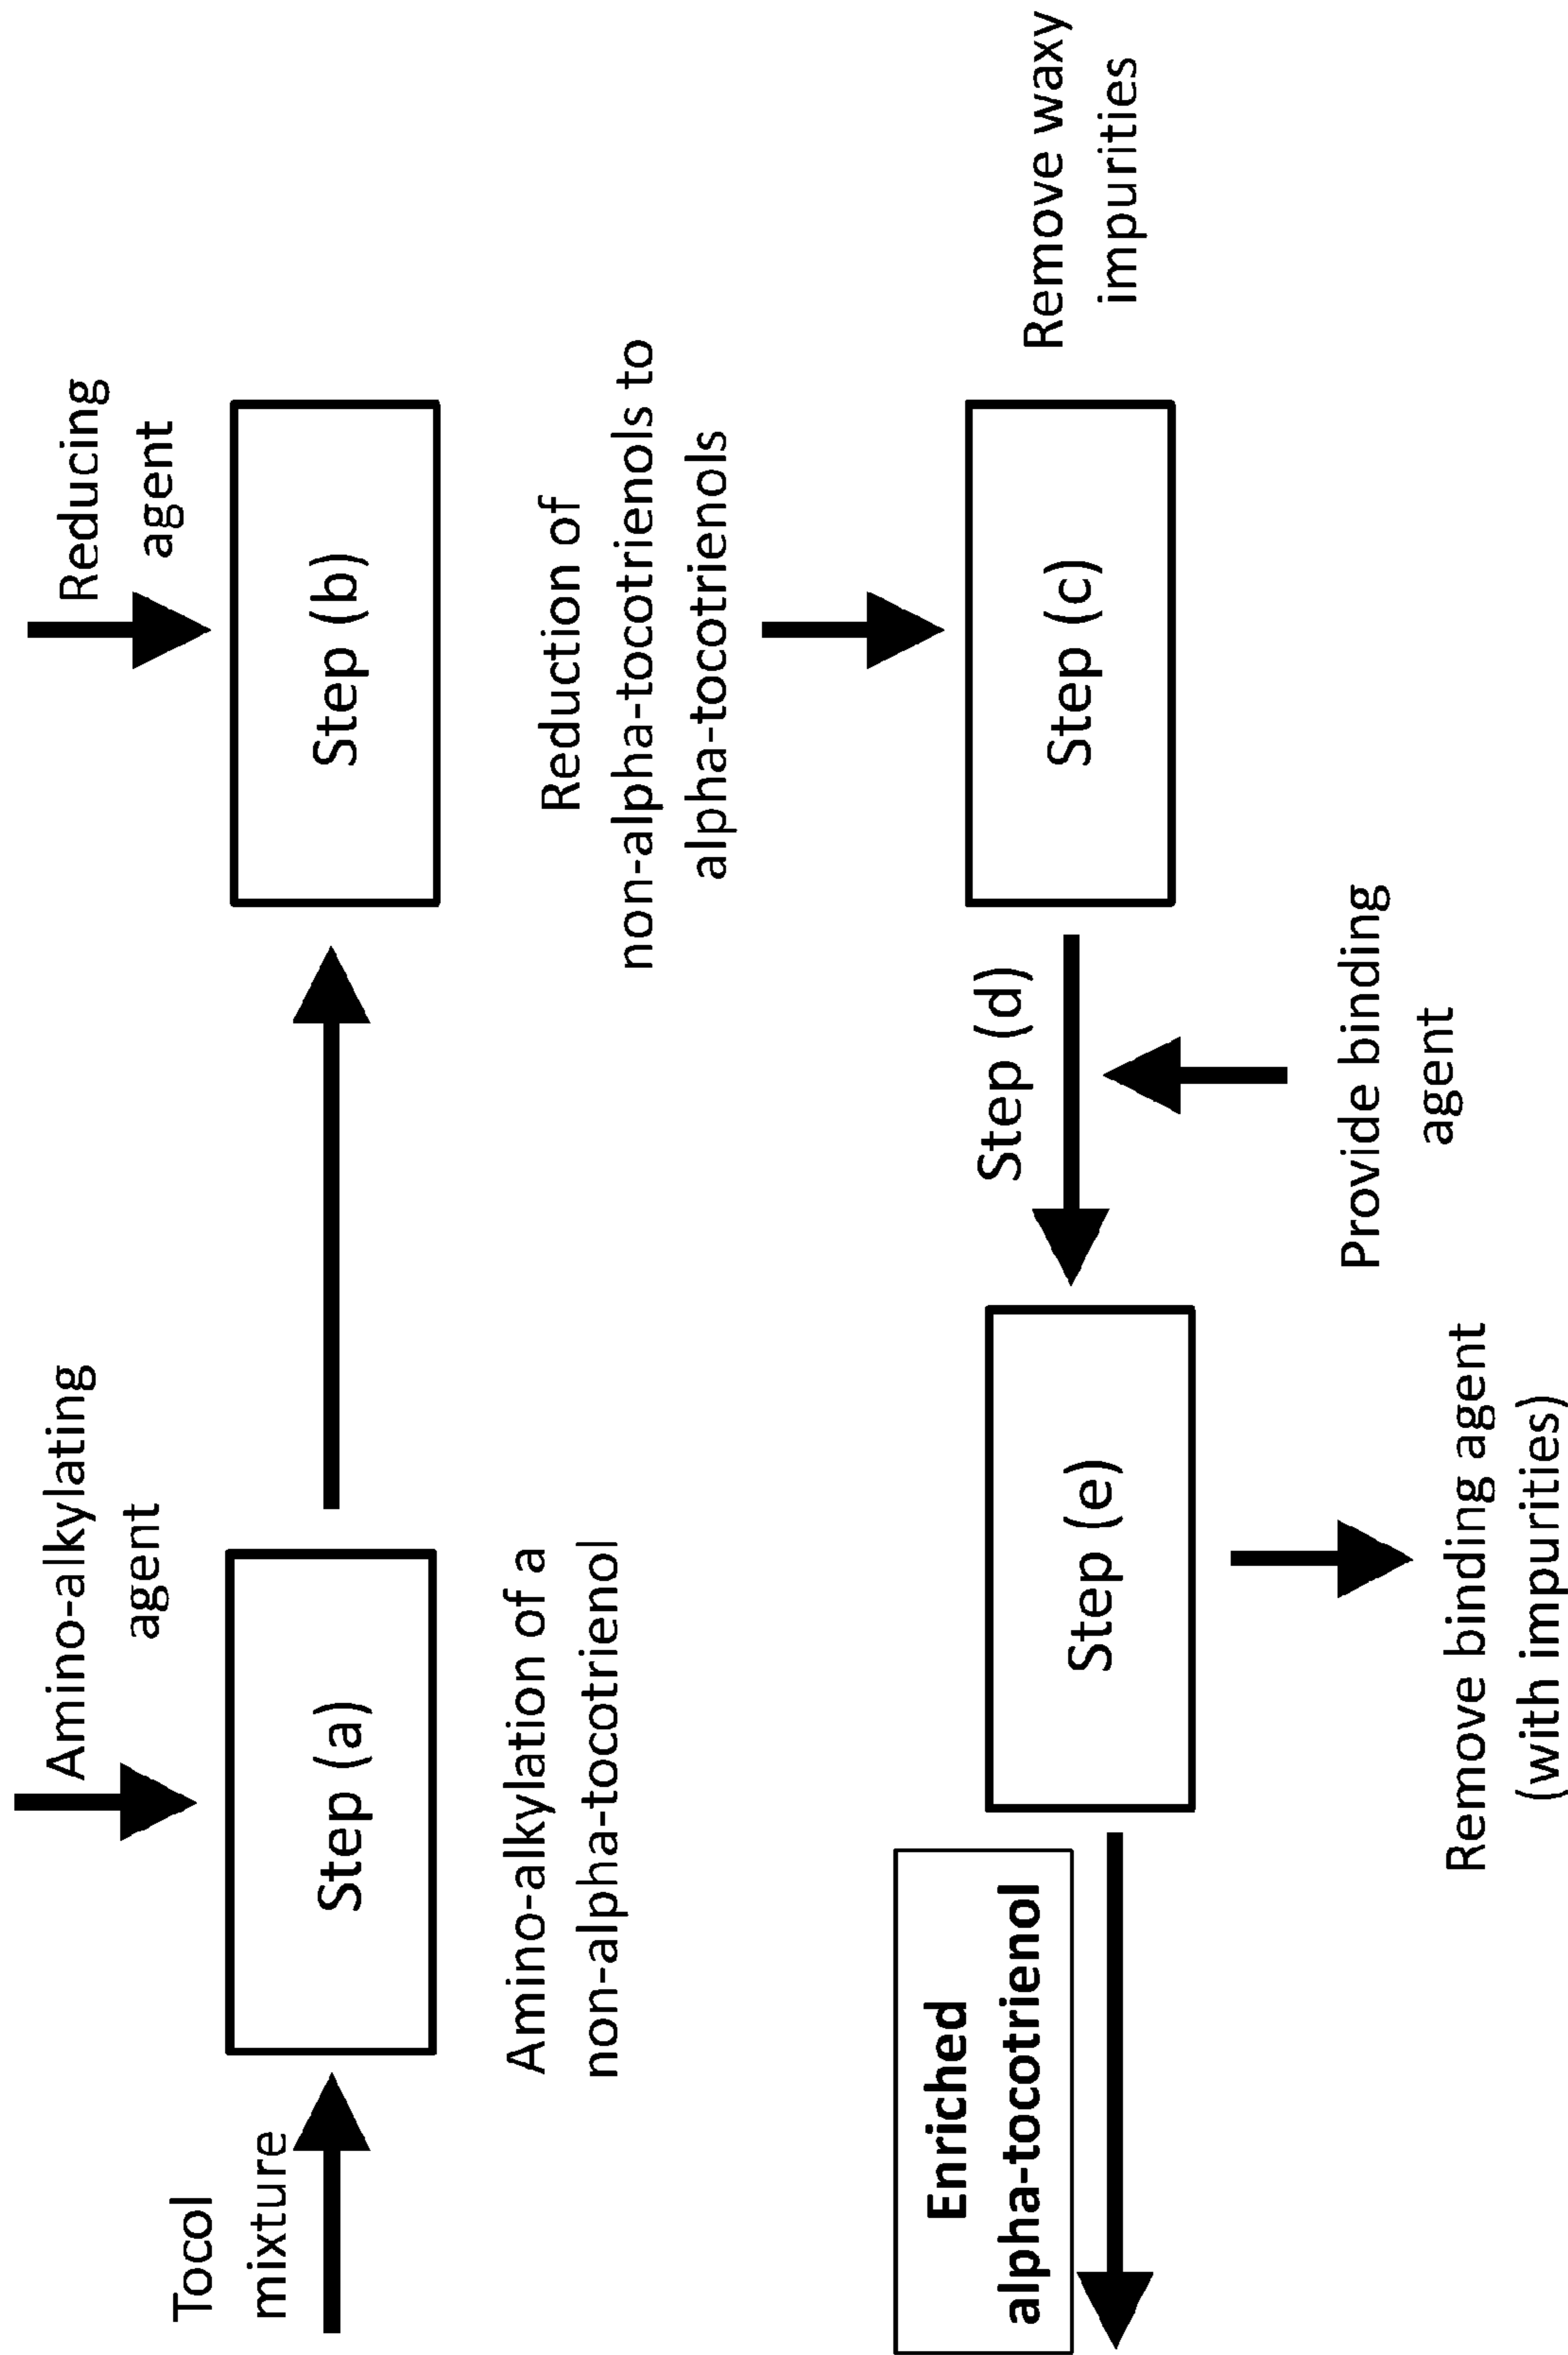 Tocol
mixture
Amino-alkylating
agent
Step (a)
Amino-alkylation of a
non-alpha-tocotrienol
Reducing
agent
Step (b)
Reduction of
non-alpha-tocotrienols to
alpha-tocotrienols
Step (c)
Remove waxy
impurities
Step (d)
Provide binding
agent
Step (e)
Remove binding agent
(with impurities)
Enriched
alpha-tocotrienol